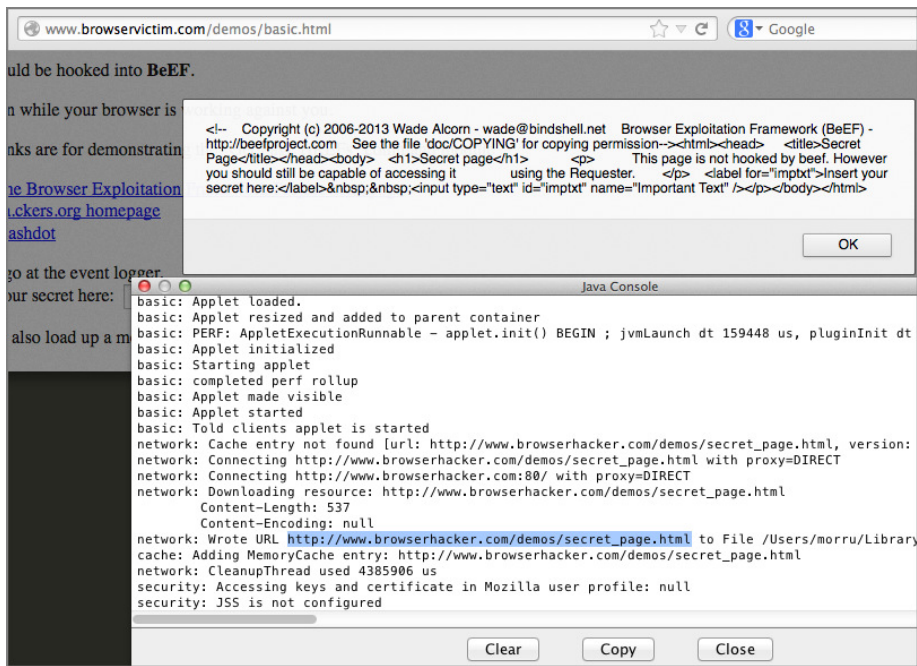 www.browservictim.com/demos/basic.html
Google
uld be hooked into BeEF.
n while your browser is working against you.
nks are for demonstrating
<!-- Copyright (c) 2006-2013 Wade Alcorn - wade@bindshell.net Browser Exploitation Framework (BeEF) -
http://beefproject.com See the file 'doc/COPYING' for copying permission--><html><head> <title>Secret
Page</title></head><body> <h1>Secret page</h1> <p> This page is not hooked by beef. However
you should still be capable of accessing it using the Requester. </p> <label for="imptxt">Insert your
secret here:</label>&nbsp;&nbsp;<input type="text" id="imptxt" name="Important Text" /></p></body></html>
OK
ne Browser Exploitation
a.ckers.org homepage
ashdot
go at the event logger.
our secret here:
also load up a m
Java Console
basic: Applet loaded.
basic: Applet resized and added to parent container
basic: PERF: AppletExecutionRunnable - applet.init() BEGIN ; jvmLaunch dt 159448 us, pluginInit dt
basic: Applet initialized
basic: Starting applet
basic: completed perf rollup
basic: Applet made visible
basic: Applet started
basic: Told clients applet is started
network: Cache entry not found [url: http://www.browserhacker.com/demos/secret_page.html, version:
network: Connecting http://www.browserhacker.com/demos/secret_page.html with proxy=DIRECT
network: Connecting http://www.browserhacker.com:80/ with proxy=DIRECT
network: Downloading resource: http://www.browserhacker.com/demos/secret_page.html
Content-Length: 537
Content-Encoding: null
network: Wrote URL http://www.browserhacker.com/demos/secret_page.html to File /Users/morru/Library
cache: Adding MemoryCache entry: http://www.browserhacker.com/demos/secret_page.html
network: CleanupThread used 4385906 us
security: Accessing keys and certificate in Mozilla user profile: null
security: JSS is not configured
Clear
Copy
Close